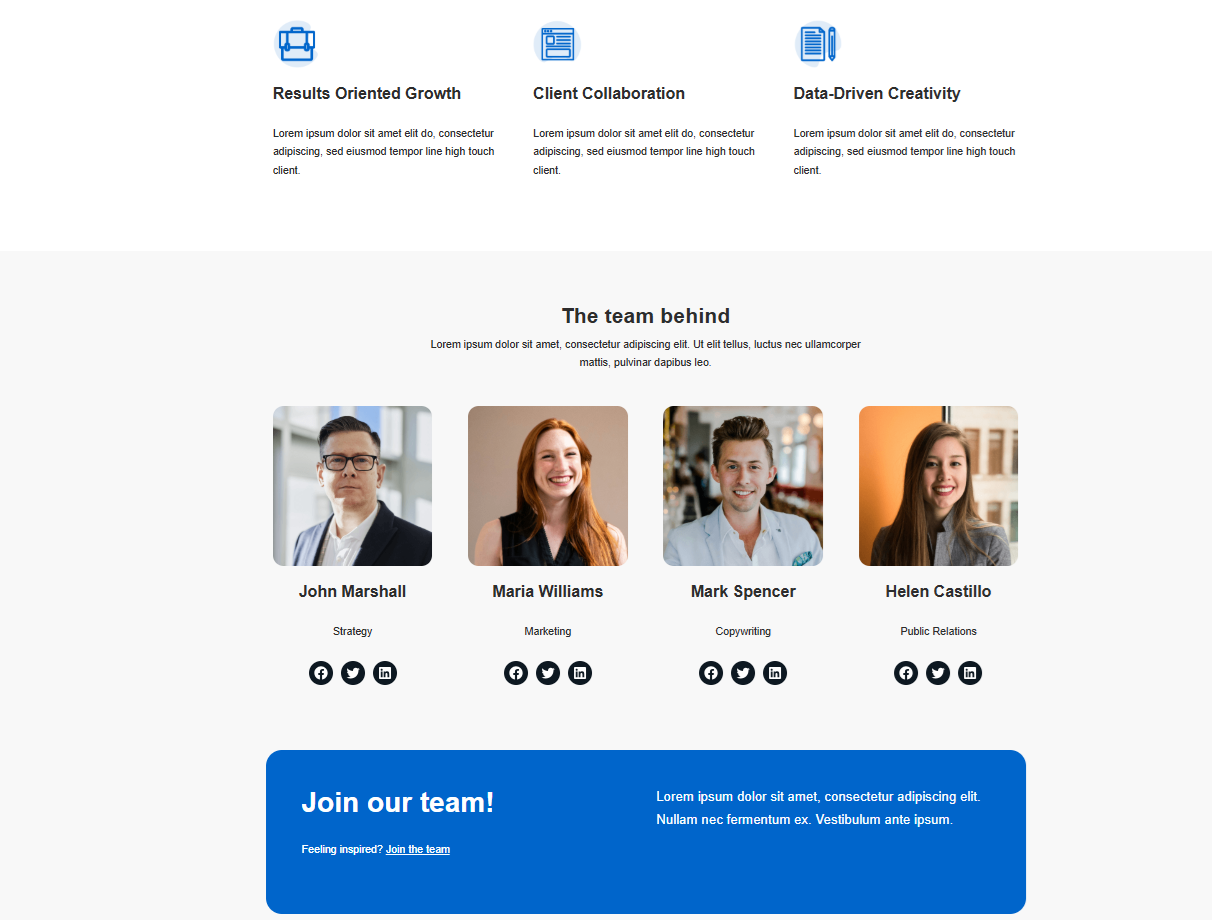 Results Oriented Growth
Lorem ipsum dolor sit amet elit do, consectetur
adipiscing, sed eiusmod tempor line high touch
client.
Client Collaboration
Lorem ipsum dolor sit amet elit do, consectetur
adipiscing, sed eiusmod tempor line high touch
client.
Data-Driven Creativity
Lorem ipsum dolor sit amet elit do, consectetur
adipiscing, sed eiusmod tempor line high touch
client.
The team behind
Lorem ipsum dolor sit amet, consectetur adipiscing elit. Ut elit tellus, luctus nec ullamcorper
mattis, pulvinar dapibus leo.
John Marshall
Strategy
Maria Williams
Marketing
Mark Spencer
Copywriting
Helen Castillo
Public Relations
Join our team!
Feeling inspired? Join the team
Lorem ipsum dolor sit amet, consectetur adipiscing elit.
Nullam nec fermentum ex. Vestibulum ante ipsum.